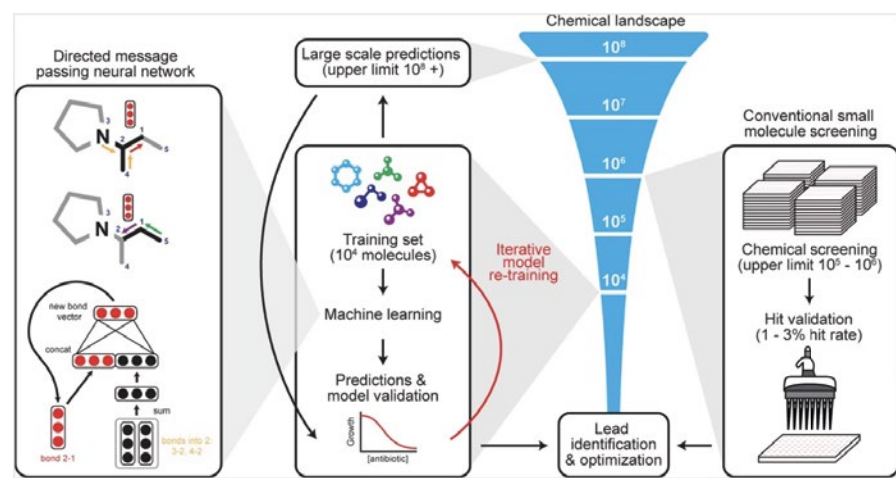 Directed message
passing neural network
3
N
2
1
4
5
3
N
2
1
4
5
new bond
vector
concat
sum
bond 2-1
bonds into 2:
3-2, 4-2
Large scale predictions
(upper limit 10⁸ +)
Training set
(10⁴ molecules)
Machine learning
Predictions &
model validation
Growth
[antibiotic]
Iterative
model
re-training
Chemical landscape
10⁸
10⁷
10⁶
10⁵
10⁴
Lead
identification
& optimization
Conventional small
molecule screening
Chemical screening
(upper limit 10⁵ - 10⁶)
Hit validation
(1 - 3% hit rate)